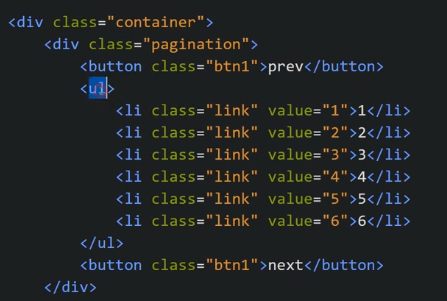 <div class="container">
<div class="pagination">
<button class="btn1">prev</button>
<ul>
<li class="link" value="1">1</li>
<li class="link" value="2">2</li>
<li class="link" value="3">3</li>
<li class="link" value="4">4</li>
<li class="link" value="5">5</li>
<li class="link" value="6">6</li>
</ul>
<button class="btn1">next</button>
</div>